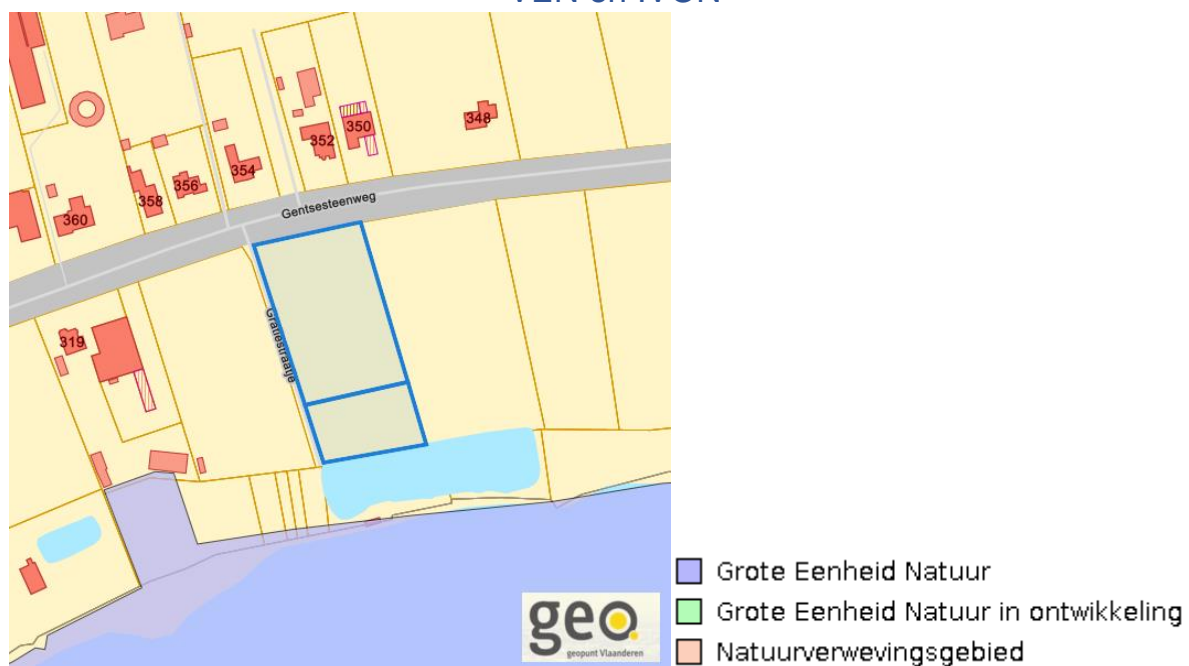 360
358
356
354
352
350
348
Gentsesteenweg
319
Gratiestraatje
geo
geopunt Vlaanderen
Grote Eenheid Natuur
Grote Eenheid Natuur in ontwikkeling
Natuurverwevingsgebied